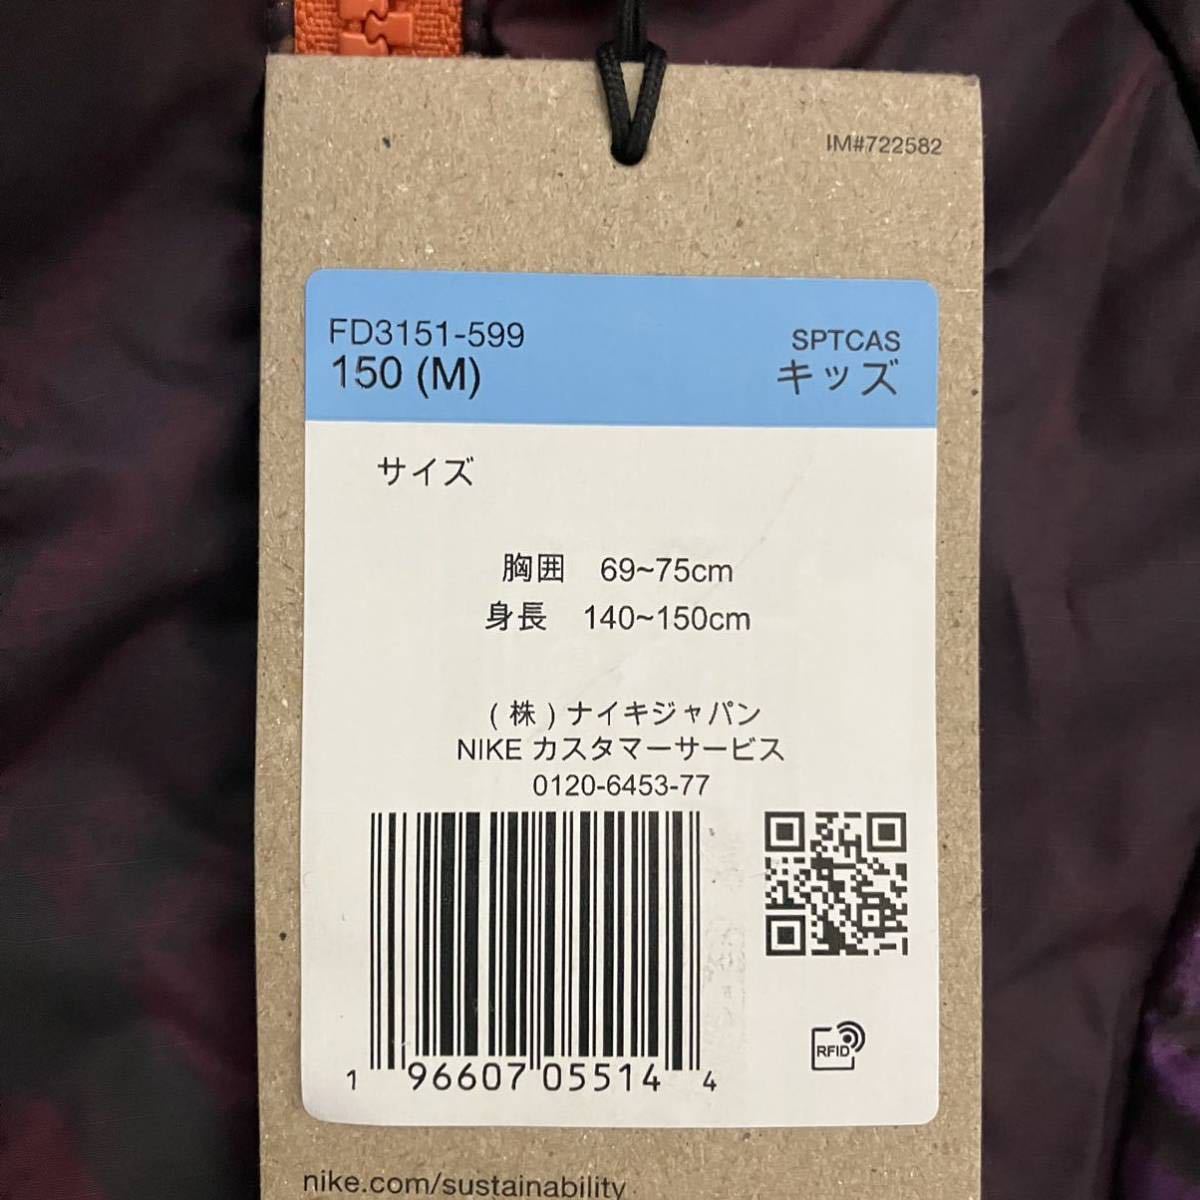 IM#722582
FD3151-599
150 (M)
SPTCAS
キッズ
サイズ
胸囲 69~75cm
身長 140~150cm
(株)ナイキジャパン
NIKE カスタマーサービス
0120-6453-77
1 96607 05514 4
RFID
nike.com/sustainability